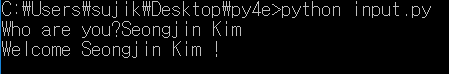 C:₩Users₩sujik₩Desktop₩py4e>python input.py
Who are you?Seongjin Kim
Welcome Seongjin Kim !